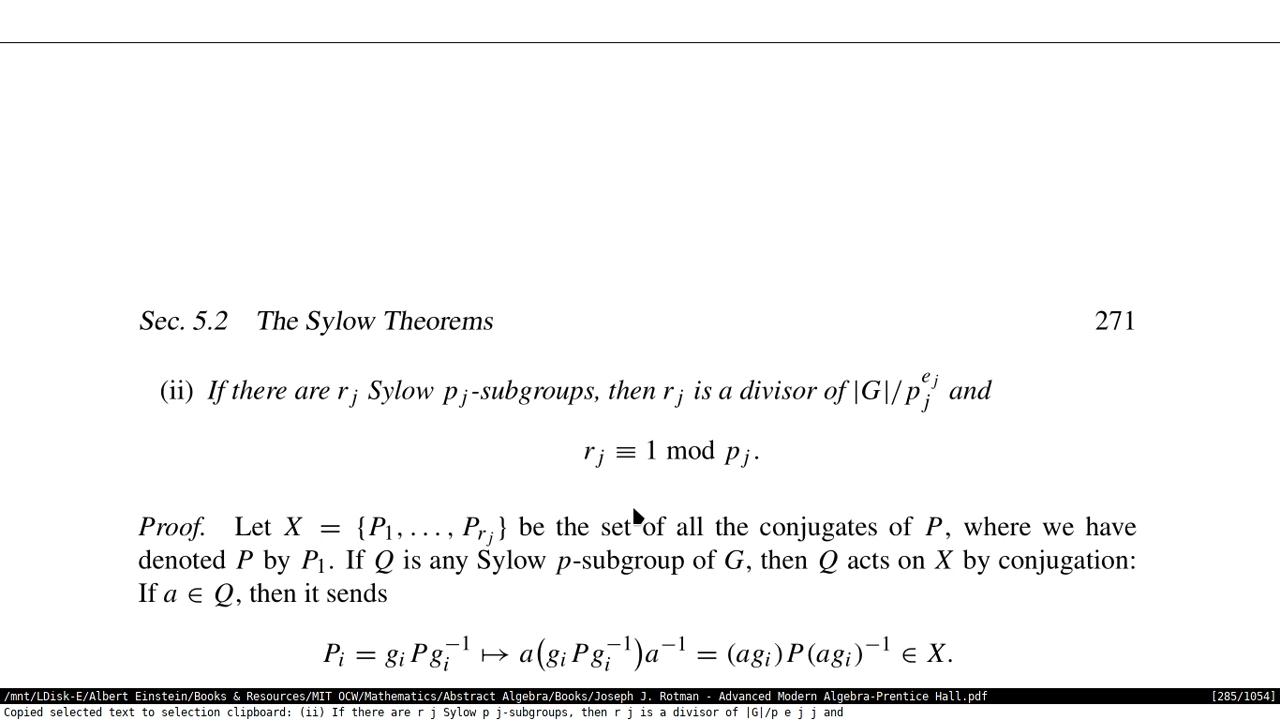 Sec. 5.2 The Sylow Theorems 271
(ii) If there are r_j Sylow p_j-subgroups, then r_j is a divisor of |G|/p_j^{e_j} and
r_j ≡ 1 mod p_j.
Proof. Let X = {P_1, . . . , P_{r_j}} be the set of all the conjugates of P, where we have
denoted P by P_1. If Q is any Sylow p-subgroup of G, then Q acts on X by conjugation:
If a ∈ Q, then it sends
P_i = g_i P g_i^{−1} ↦ a(g_i P g_i^{−1})a^{−1} = (ag_i)P(ag_i)^{−1} ∈ X.
/mnt/LDisk-E/Albert Einstein/Books & Resources/MIT OCW/Mathematics/Abstract Algebra/Books/Joseph J. Rotman - Advanced Modern Algebra-Prentice Hall.pdf [285/1054]
Copied selected text to selection clipboard: (ii) If there are r j Sylow p j-subgroups, then r j is a divisor of |G|/p e j j and